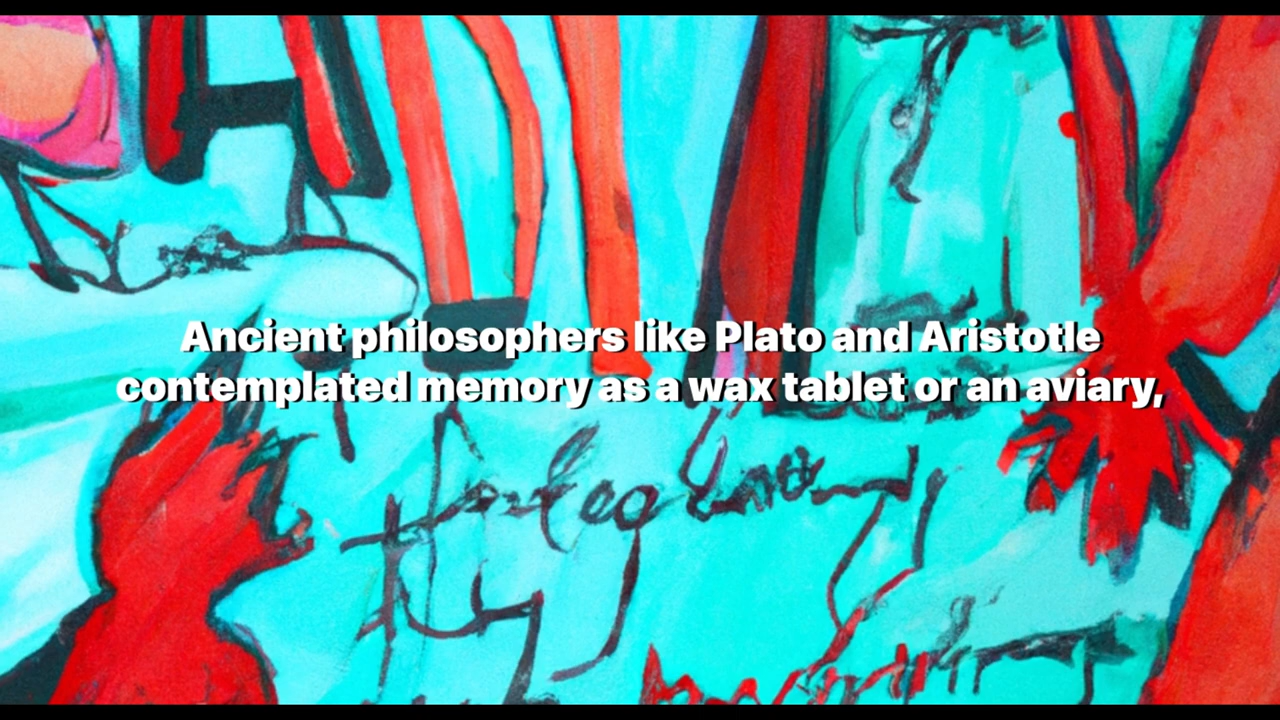 Ancient philosophers like Plato and Aristotle
contemplated memory as a wax tablet or an aviary,